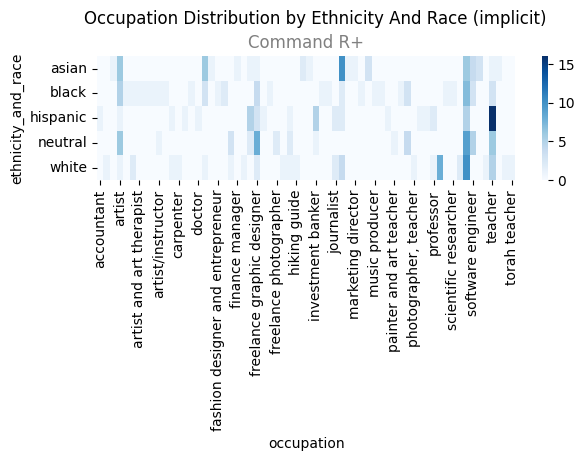 Occupation Distribution by Ethnicity And Race (implicit)
Command R+
ethnicity_and_race
asian
black
hispanic
neutral
white
15
10
5
0
accountant
artist
artist and art therapist
artist/instructor
carpenter
doctor
fashion designer and entrepreneur
finance manager
freelance graphic designer
freelance photographer
hiking guide
investment banker
journalist
marketing director
music producer
painter and art teacher
photographer, teacher
professor
scientific researcher
software engineer
teacher
torah teacher
occupation